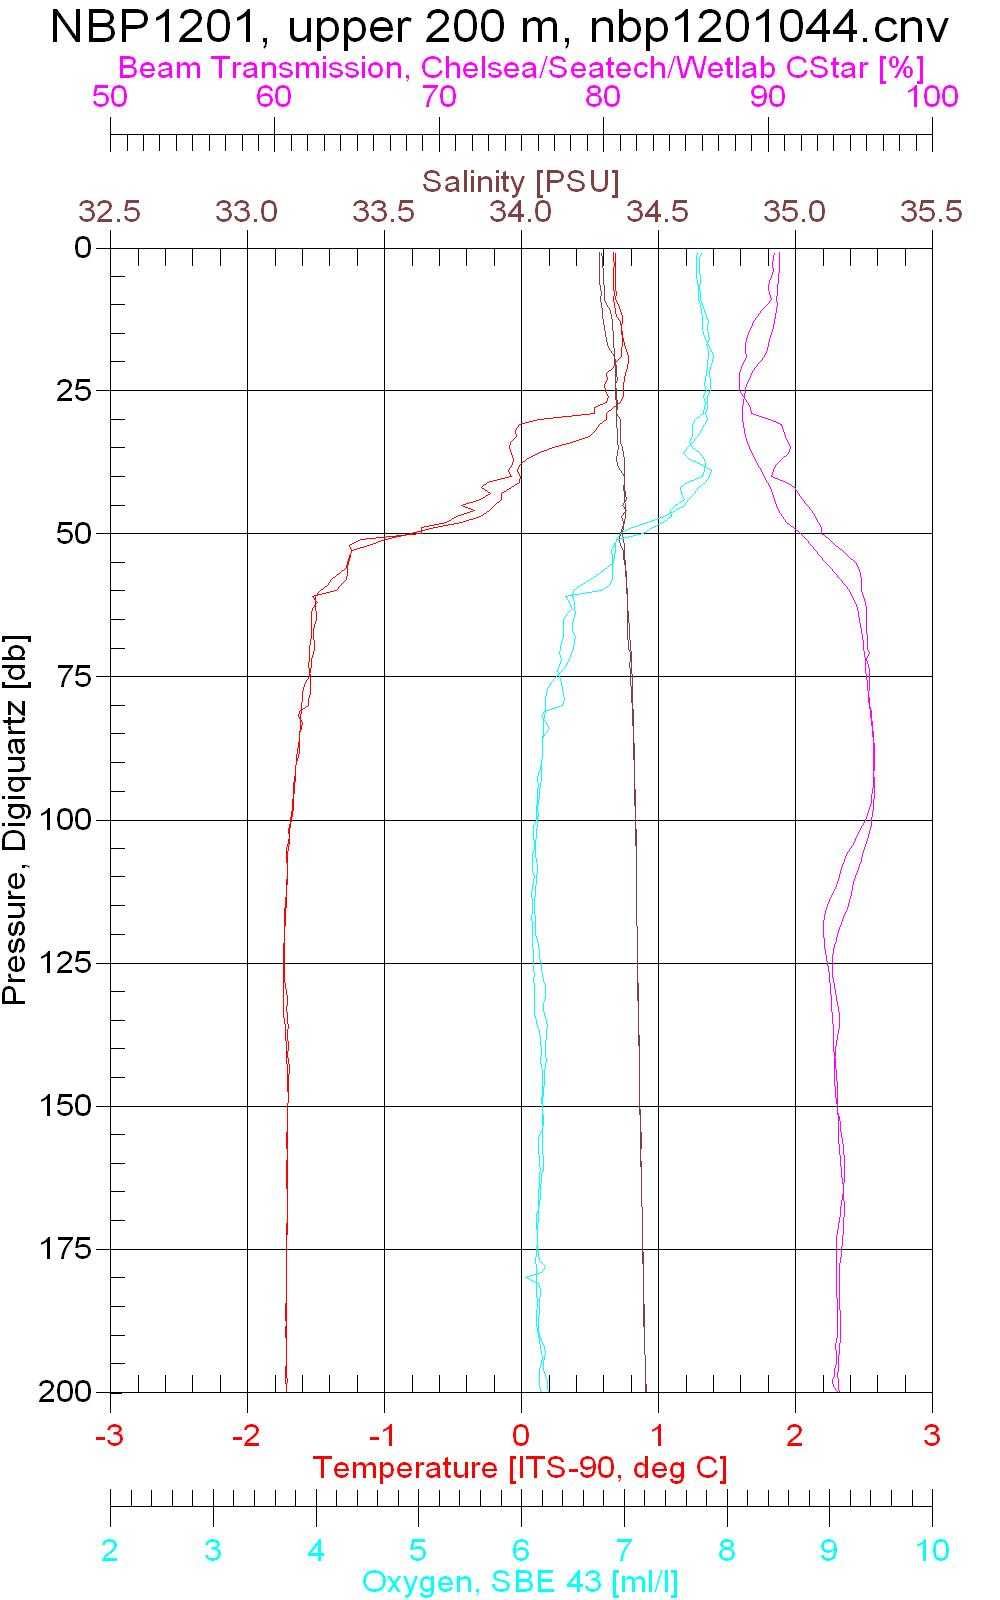 NBP1201, upper 200 m, nbp1201044.cnv
Beam Transmission, Chelsea/Seatech/Wetlab CStar [%]
50 60 70 80 90 100
Salinity [PSU]
32.5 33.0 33.5 34.0 34.5 35.0 35.5
Pressure, Digiquartz [db]
0
25
50
75
100
125
150
175
200
-3 -2 -1 0 1 2 3
Temperature [ITS-90, deg C]
2 3 4 5 6 7 8 9 10
Oxygen, SBE 43 [ml/l]